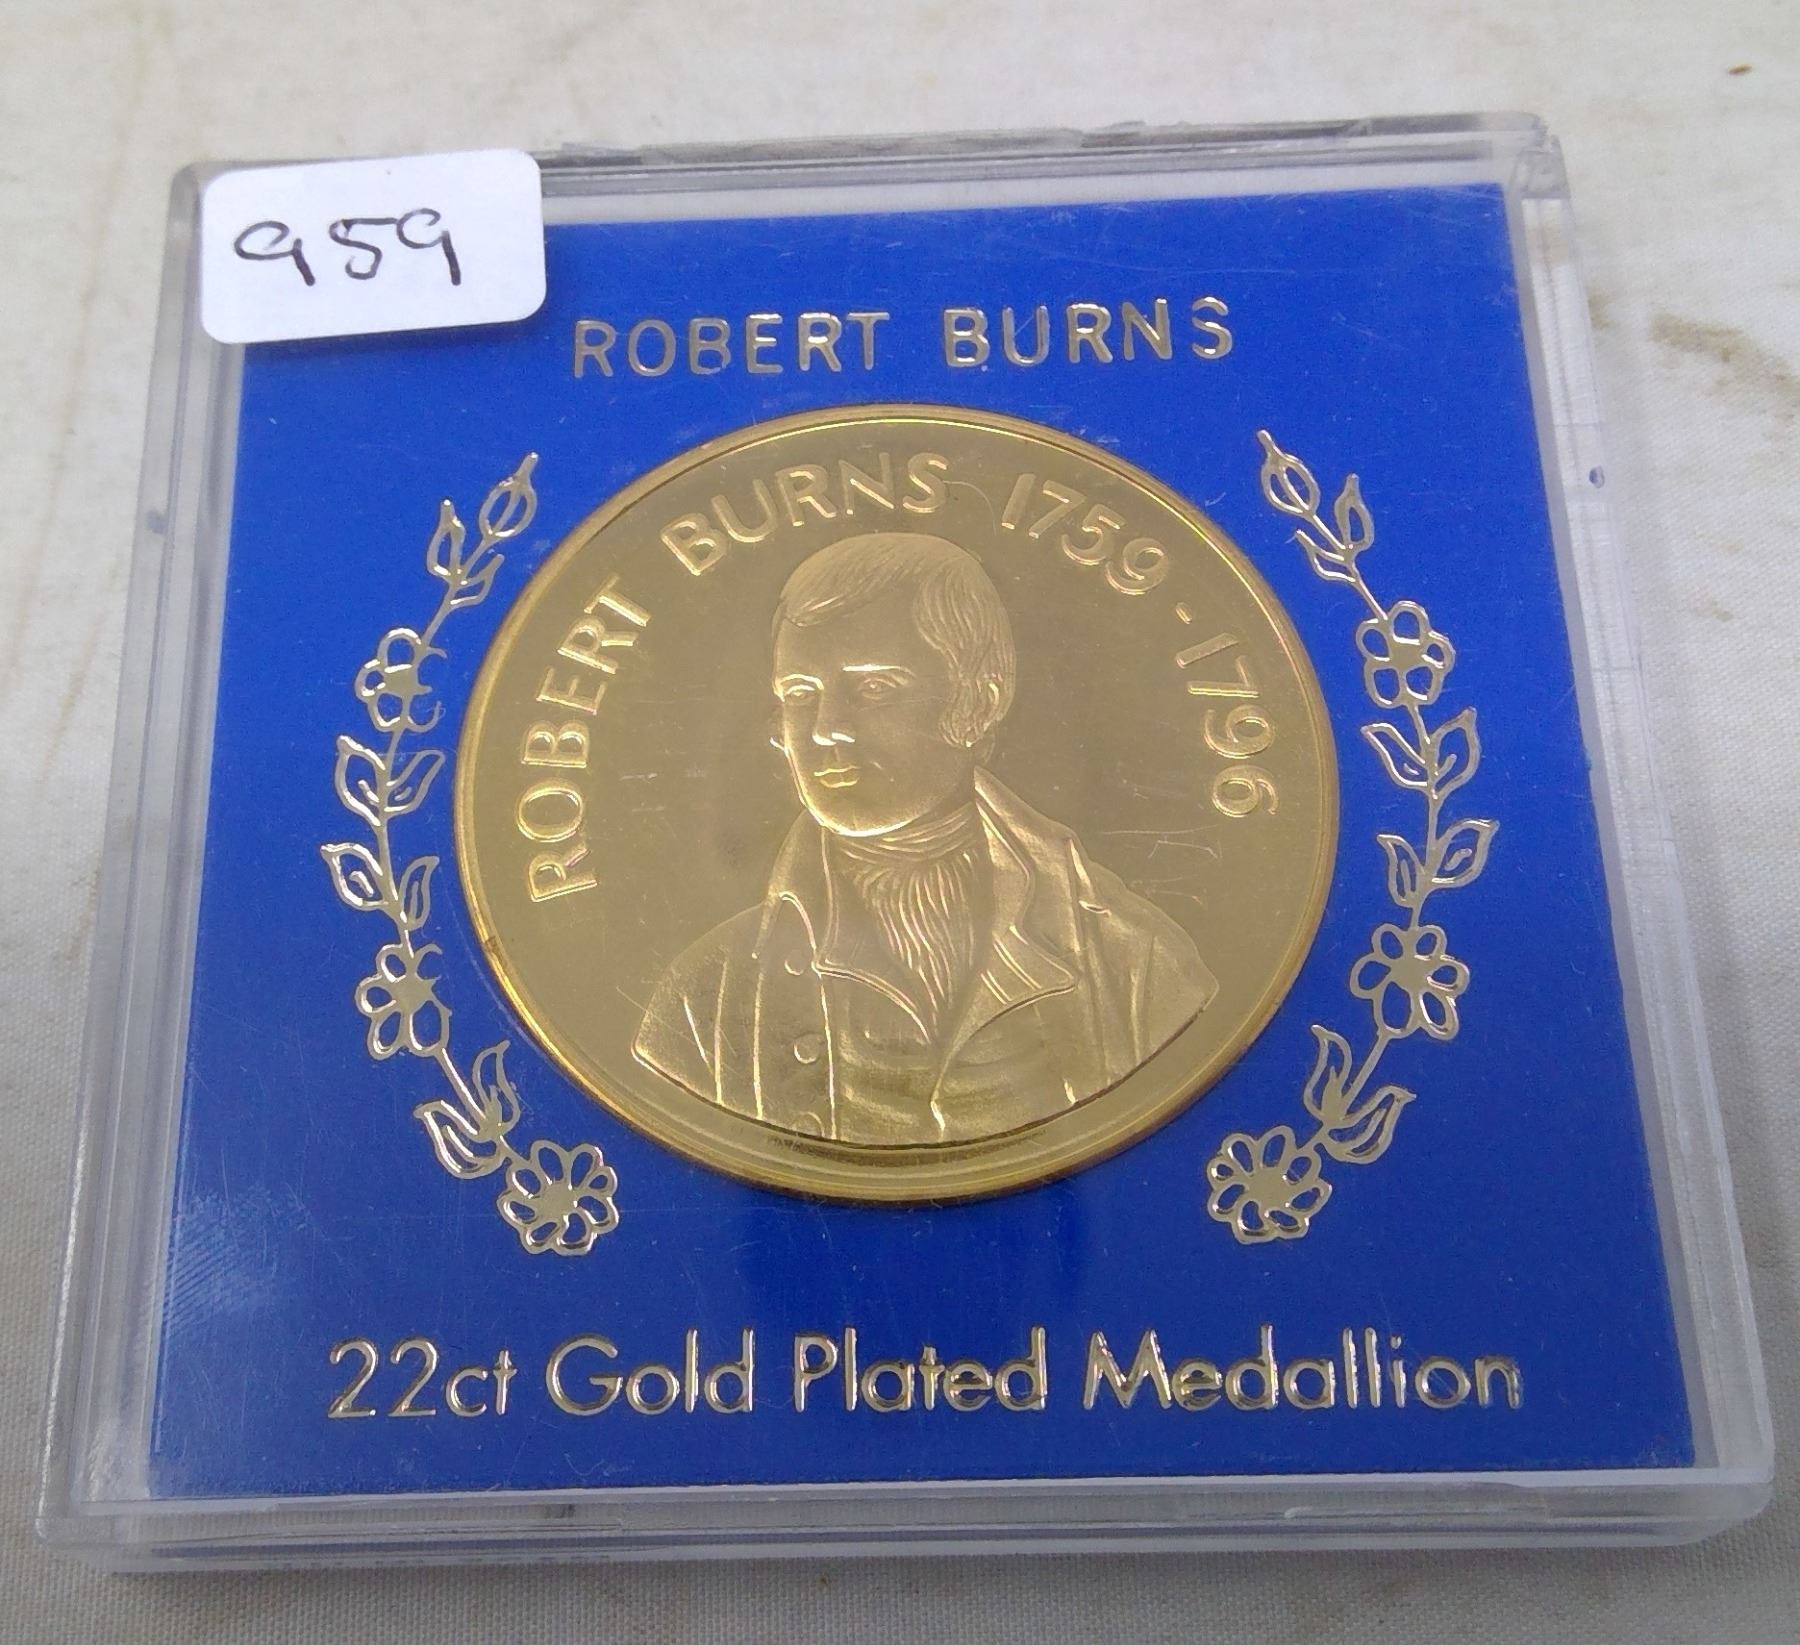 959
ROBERT BURNS
ROBERT BURNS 1759-1796
22ct Gold Plated Medallion